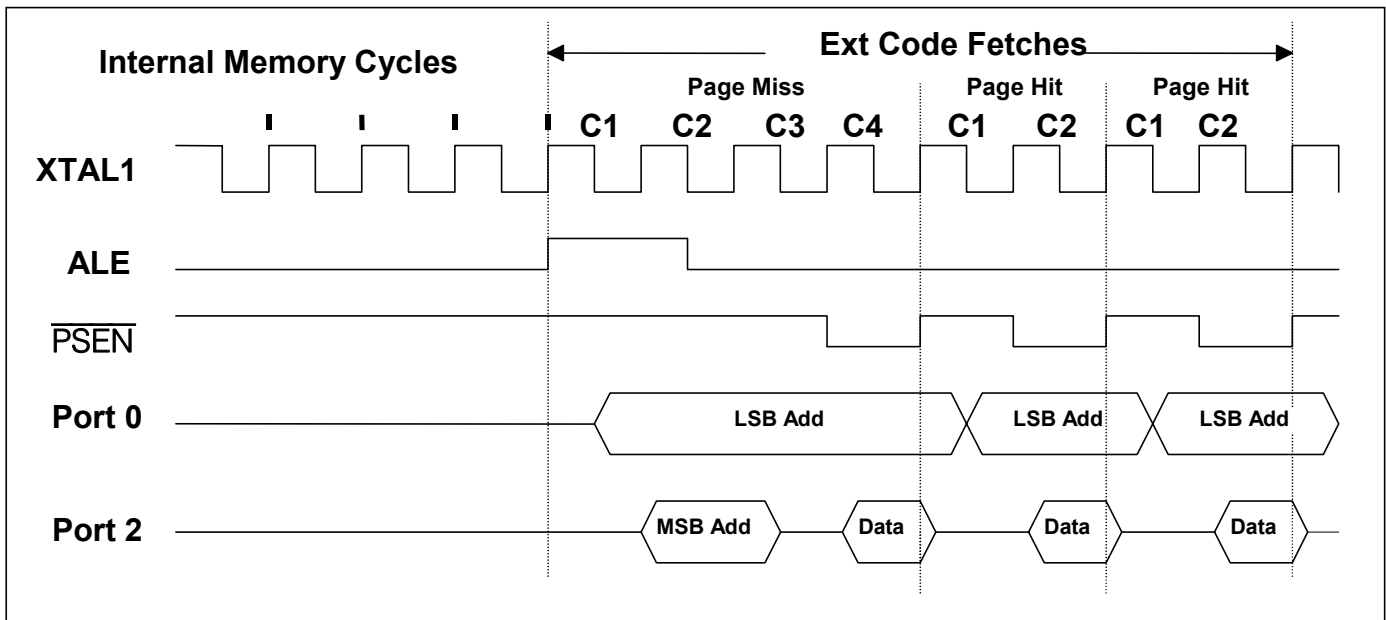 Ext Code Fetches
Internal Memory Cycles
Page Miss Page Hit Page Hit
C1 C2 C3 C4 C1 C2 C1 C2
XTAL1
ALE
PSEN
Port 0 LSB Add LSB Add LSB Add
Port 2 MSB Add Data Data Data